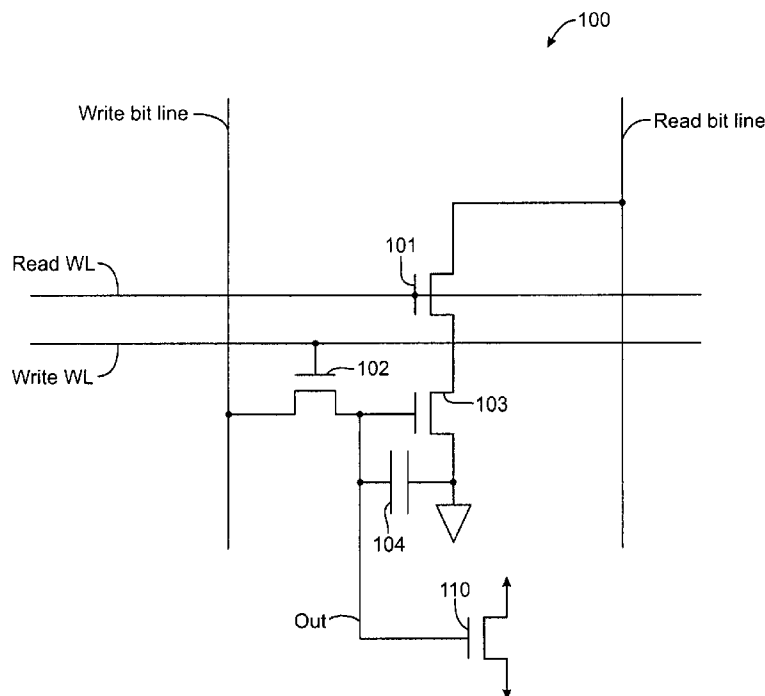 100
Write bit line
Read bit line
101
Read WL
Write WL
102
103
104
110
Out